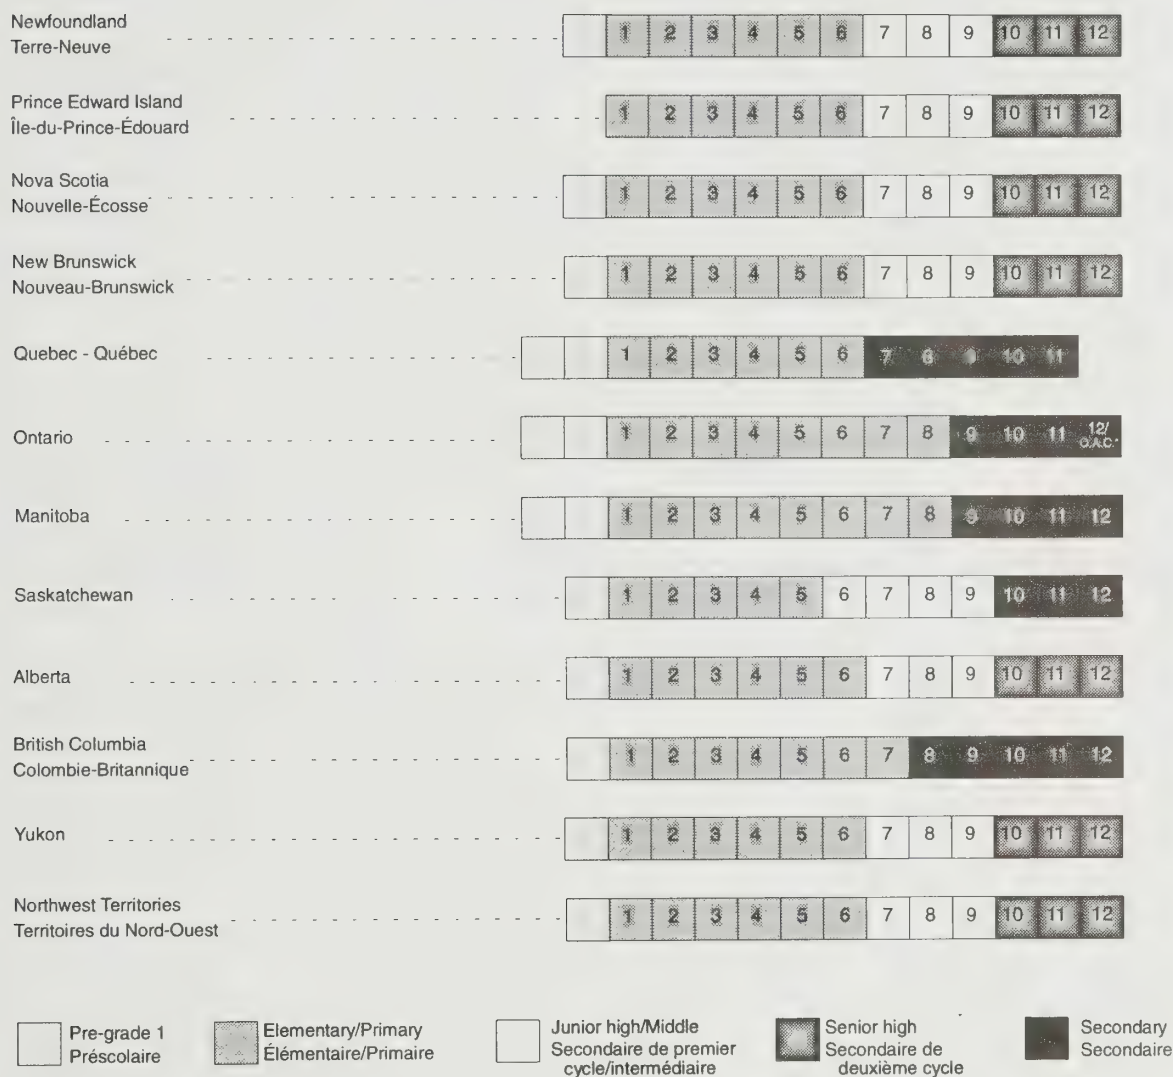 Newfoundland
Terre-Neuve
1 2 3 4 5 6 7 8 9 10 11 12
Prince Edward Island
Île-du-Prince-Édouard
1 2 3 4 5 6 7 8 9 10 11 12
Nova Scotia
Nouvelle-Écosse
1 2 3 4 5 6 7 8 9 10 11 12
New Brunswick
Nouveau-Brunswick
1 2 3 4 5 6 7 8 9 10 11 12
Quebec - Québec
1 2 3 4 5 6 7 8 9 10 11
Ontario
1 2 3 4 5 6 7 8 9 10 11 12/
O.A.C.*
Manitoba
1 2 3 4 5 6 7 8 9 10 11 12
Saskatchewan
1 2 3 4 5 6 7 8 9 10 11 12
Alberta
1 2 3 4 5 6 7 8 9 10 11 12
British Columbia
Colombie-Britannique
1 2 3 4 5 6 7 8 9 10 11 12
Yukon
1 2 3 4 5 6 7 8 9 10 11 12
Northwest Territories
Territoires du Nord-Ouest
1 2 3 4 5 6 7 8 9 10 11 12
Pre-grade 1
Préscolaire
Elementary/Primary
Élémentaire/Primaire
Junior high/Middle
Secondaire de premier
cycle/intermédiaire
Senior high
Secondaire de
deuxième cycle
Secondary
Secondaire